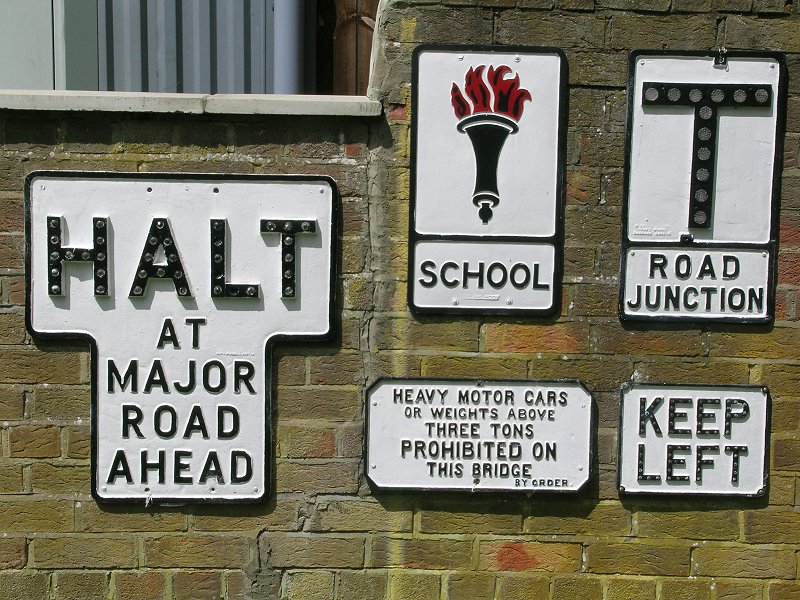 HALT
AT
MAJOR
ROAD
AHEAD
SCHOOL
T
ROAD
JUNCTION
HEAVY MOTOR CARS
OR WEIGHTS ABOVE
THREE TONS
PROHIBITED ON
THIS BRIDGE
BY ORDER.
KEEP
LEFT